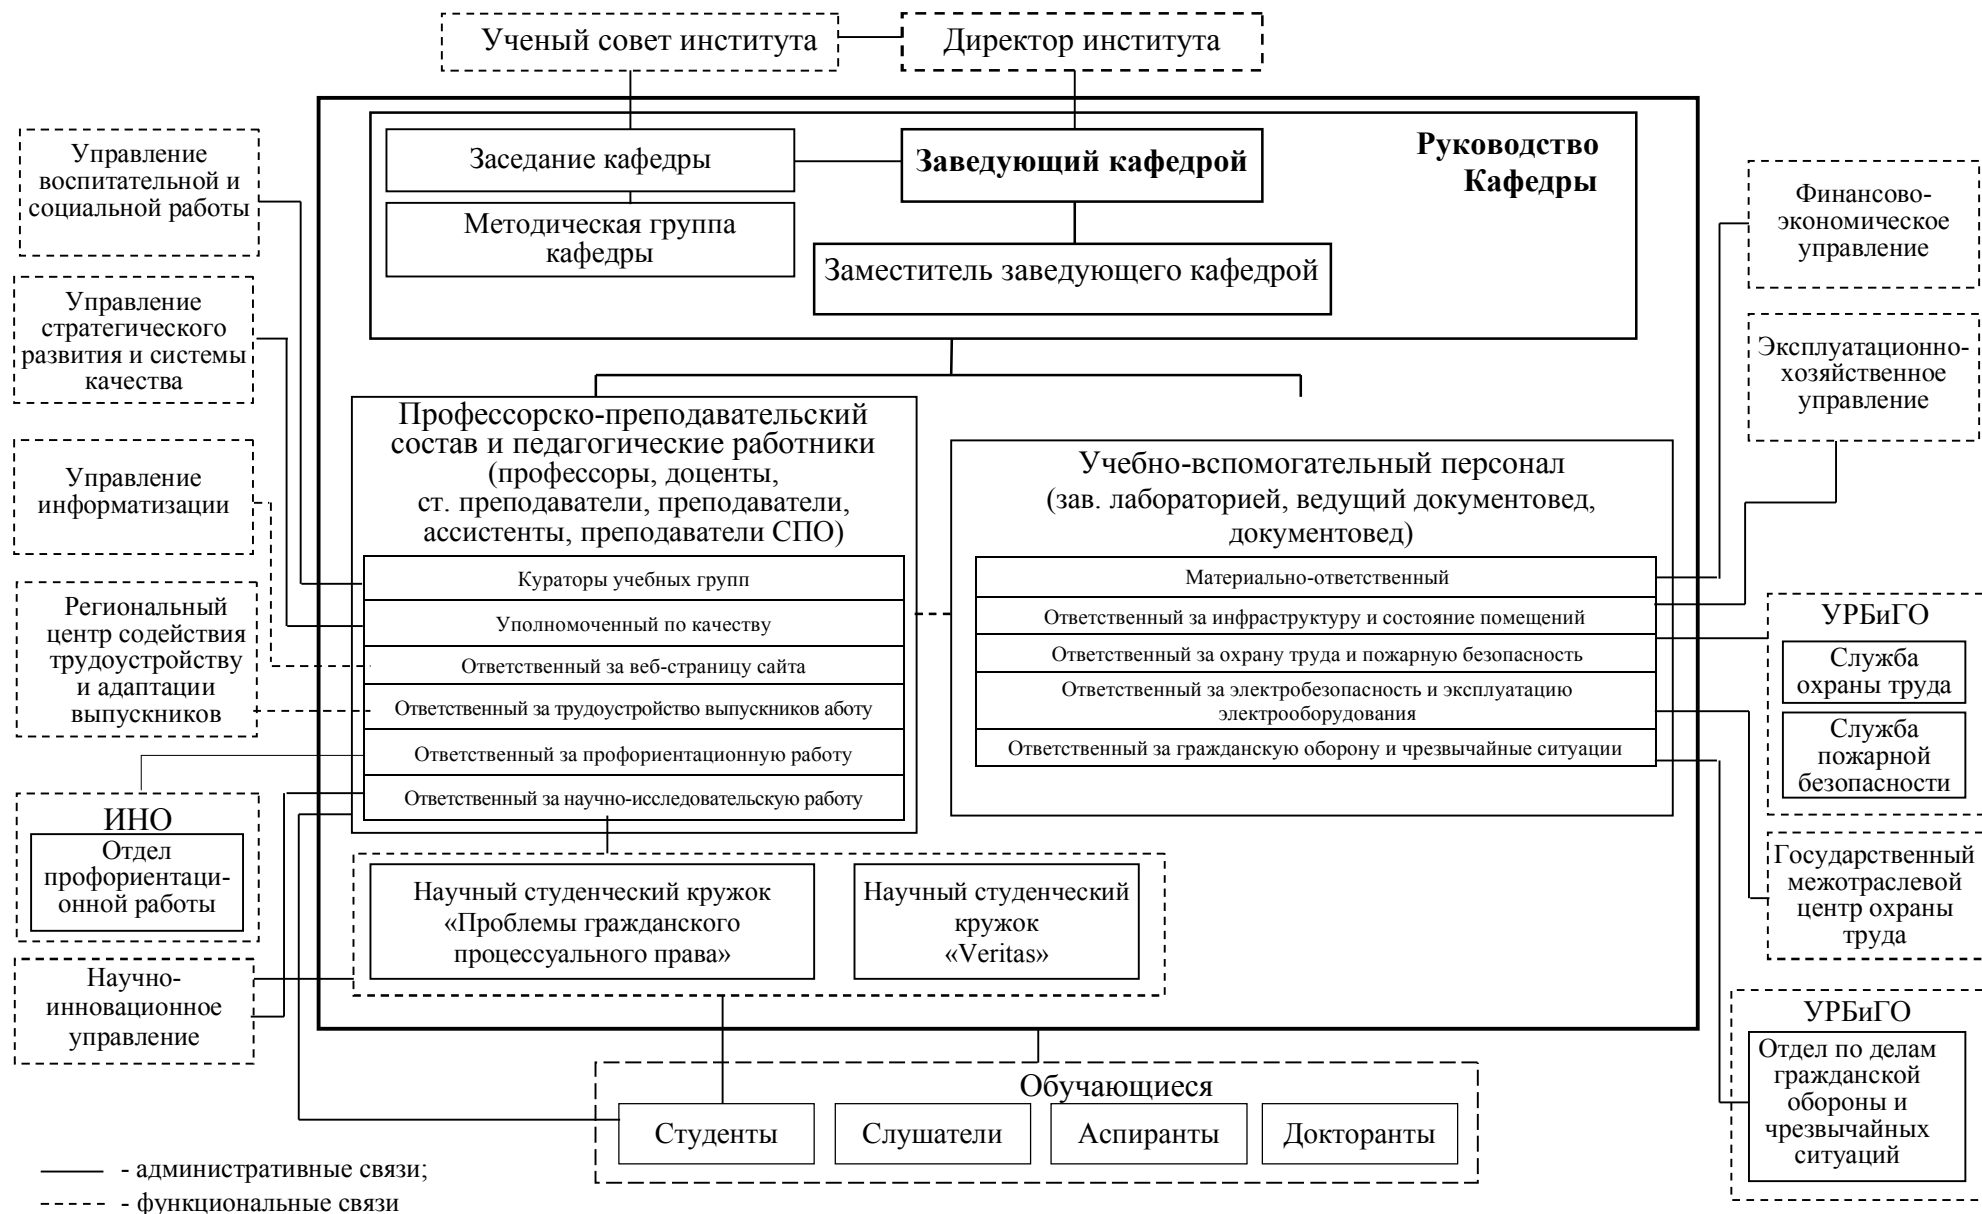 Ученый совет института
Директор института
Руководство
Кафедры
Заседание кафедры
Заведующий кафедрой
Методическая группа
кафедры
Заместитель заведующего кафедрой
Управление
воспитательной и
социальной работы
Управление
стратегического
развития и системы
качества
Управление
информатизации
Региональный
центр содействия
трудоустройству
и адаптации
выпускников
ИНО
Отдел
профориентаци-
онной работы
Научно-
инновационное
управление
Профессорско-преподавательский
состав и педагогические работники
(профессоры, доценты,
ст. преподаватели, преподаватели,
ассистенты, преподаватели СПО)
Кураторы учебных групп
Уполномоченный по качеству
Ответственный за веб-страницу сайта
Ответственный за трудоустройство выпускников аботу
Ответственный за профориентационную работу
Ответственный за научно-исследовательскую работу
Учебно-вспомогательный персонал
(зав. лабораторией, ведущий документовед,
документовед)
Материально-ответственный
Ответственный за инфраструктуру и состояние помещений
Ответственный за охрану труда и пожарную безопасность
Ответственный за электробезопасность и эксплуатацию
электрооборудования
Ответственный за гражданскую оборону и чрезвычайные ситуации
Финансово-
экономическое
управление
Эксплуатационно-
хозяйственное
управление
УРБиГО
Служба
охраны труда
Служба
пожарной
безопасности
Государственный
межотраслевой
центр охраны
труда
УРБиГО
Отдел по делам
гражданской
обороны и
чрезвычайных
ситуаций
Научный студенческий кружок
«Проблемы гражданского
процессуального права»
Научный студенческий
кружок
«Veritas»
Обучающиеся
Студенты
Слушатели
Аспиранты
Докторанты
- административные связи;
- функциональные связи